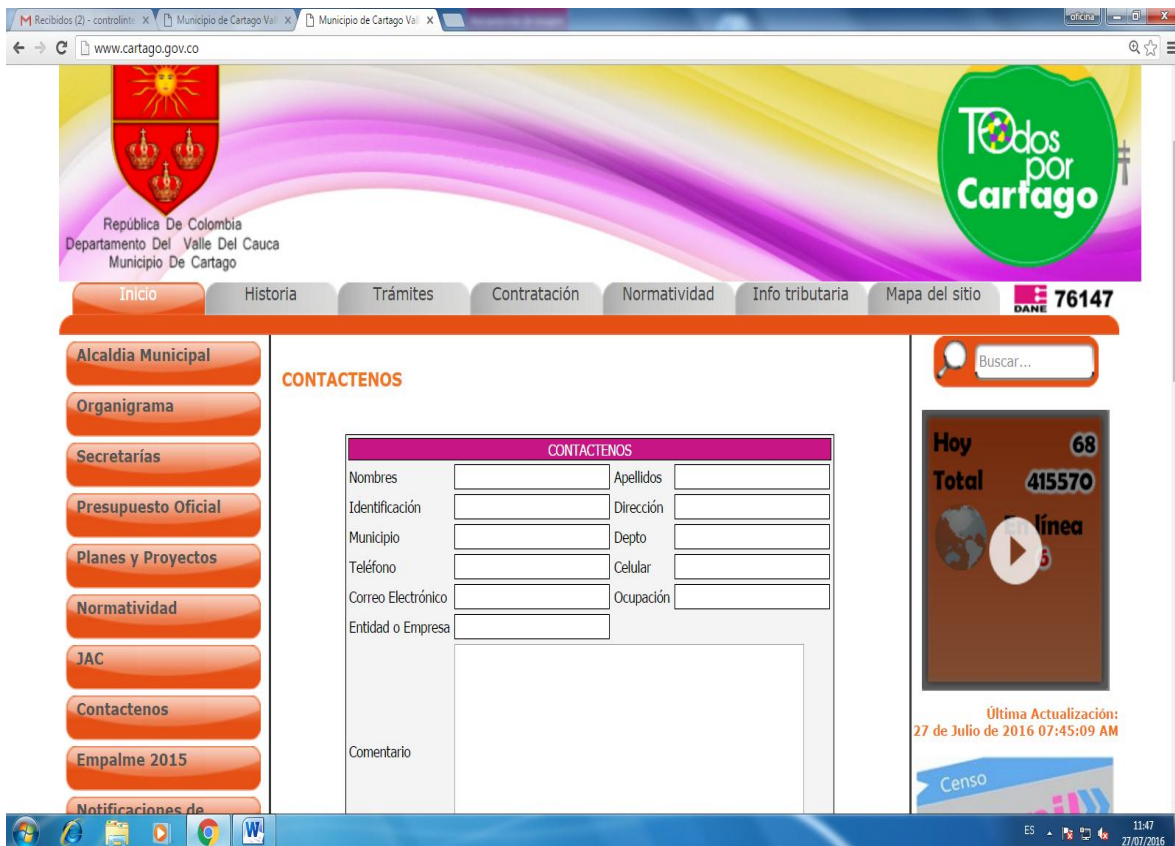 Recibidos (2) - controlinte
Municipio de Cartago Val
Municipio de Cartago Val
oficina
www.cartago.gov.co
República De Colombia
Departamento Del Valle Del Cauca
Municipio De Cartago
TOdos
por
Cartago
Inicio
Historia
Trámites
Contratación
Normatividad
Info tributaria
Mapa del sitio
DANE 76147
Alcaldia Municipal
Organigrama
Secretarías
Presupuesto Oficial
Planes y Proyectos
Normatividad
JAC
Contactenos
Empalme 2015
Notificaciones de
CONTACTENOS
CONTACTENOS
Nombres Apellidos
Identificación Dirección
Municipio Depto
Teléfono Celular
Correo Electrónico Ocupación
Entidad o Empresa
Comentario
Buscar...
Hoy 68
Total 415570
En línea
Última Actualización:
27 de Julio de 2016 07:45:09 AM
Censo
ES
11:47
27/07/2016